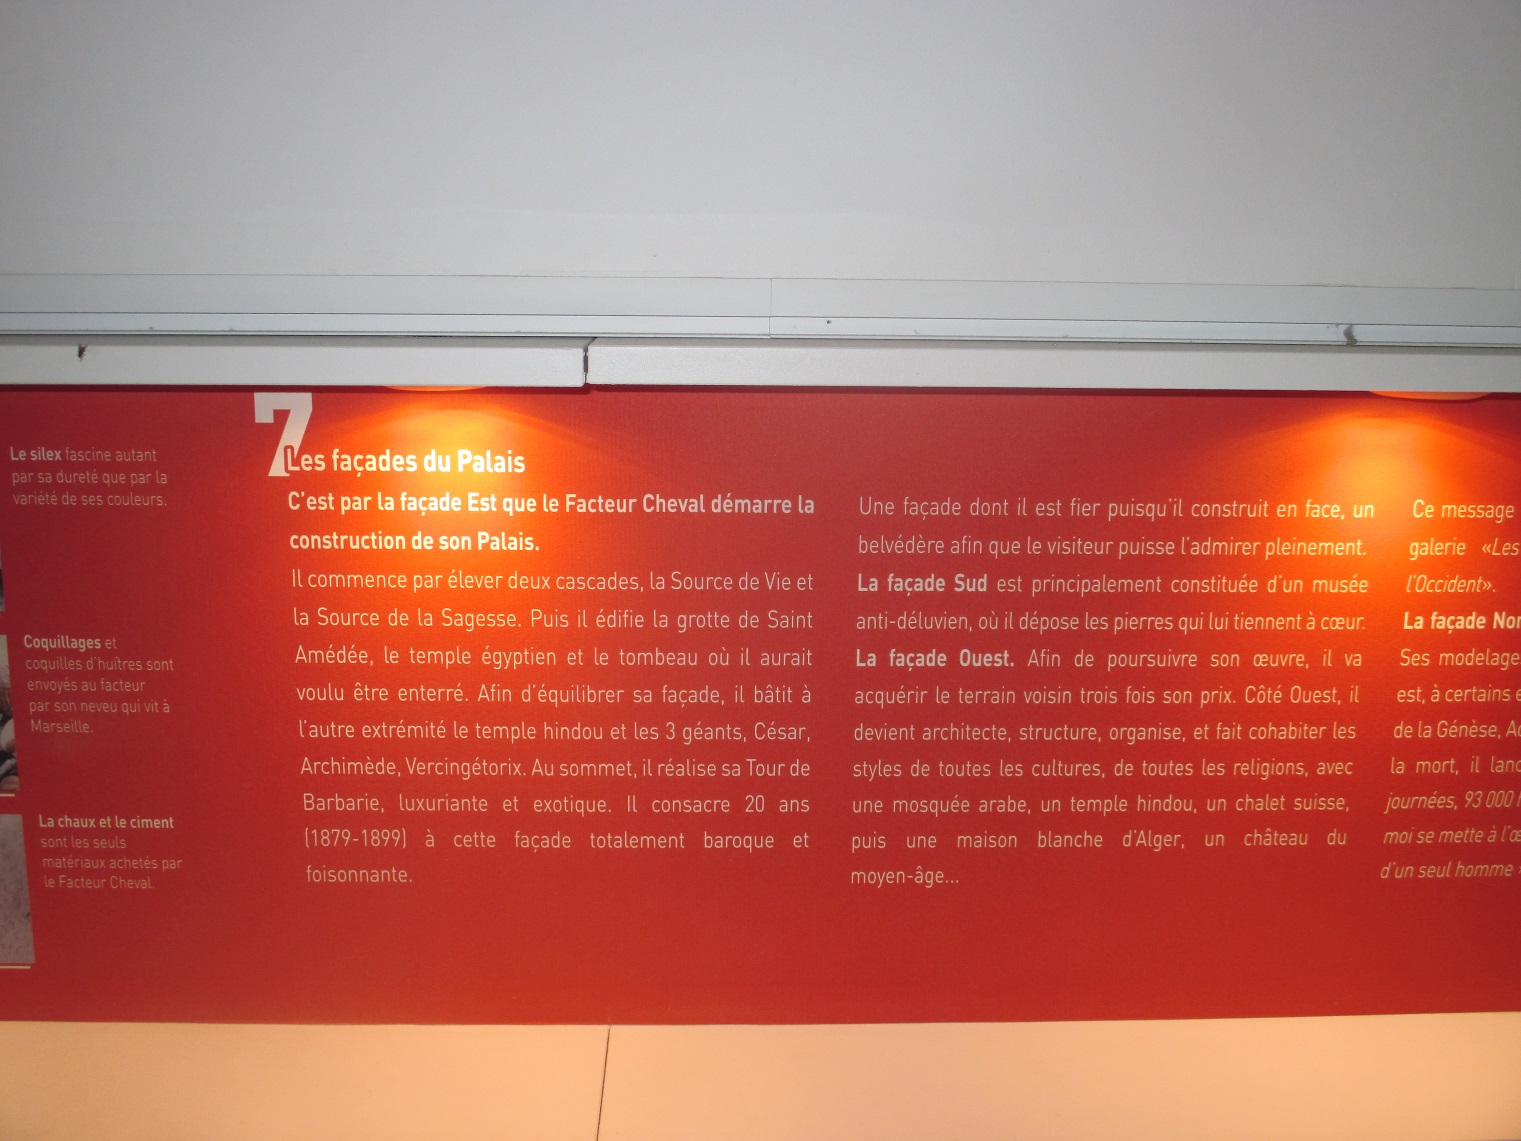 Le silex fascine autant
par sa dureté que par la
variété de ses couleurs.
Coquillages et
coquilles d'huîtres sont
envoyés au facteur
par son neveu qui vit à
Marseille.
La chaux et le ciment
sont les seuls
matériaux achetés par
le Facteur Cheval.
7
Les façades du Palais
C'est par la façade Est que le Facteur Cheval démarre la
construction de son Palais.
Il commence par élever deux cascades, la Source de Vie et
la Source de la Sagesse. Puis il édifie la grotte de Saint
Amédée, le temple égyptien et le tombeau où il aurait
voulu être enterré. Afin d'équilibrer sa façade, il bâtit à
l'autre extrémité le temple hindou et les 3 géants, César,
Archimède, Vercingétorix. Au sommet, il réalise sa Tour de
Barbarie, luxuriante et exotique. Il consacre 20 ans
(1879-1899) à cette façade totalement baroque et
foisonnante.
Une façade dont il est fier puisqu'il construit en face, un
belvédère afin que le visiteur puisse l'admirer pleinement.
La façade Sud est principalement constituée d'un musée
anti-déluvien, où il dépose les pierres qui lui tiennent à cœur.
La façade Ouest. Afin de poursuivre son œuvre, il va
acquérir le terrain voisin trois fois son prix. Côté Ouest, il
devient architecte, structure, organise, et fait cohabiter les
styles de toutes les cultures, de toutes les religions, avec
une mosquée arabe, un temple hindou, un chalet suisse,
puis une maison blanche d'Alger, un château du
moyen-âge...
Ce message
galerie «Les
l'Occident».
La façade Nor
Ses modelage
est, à certains
de la Génèse,
la mort, il lanc
journées, 93 000
moi se mette à
d'un seul homme